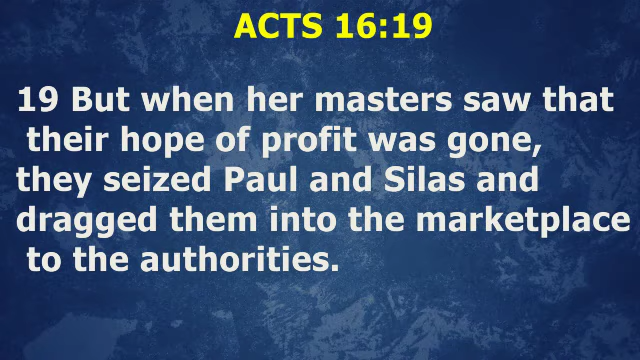 ACTS 16:19
19 But when her masters saw that
their hope of profit was gone,
they seized Paul and Silas and
dragged them into the marketplace
to the authorities.